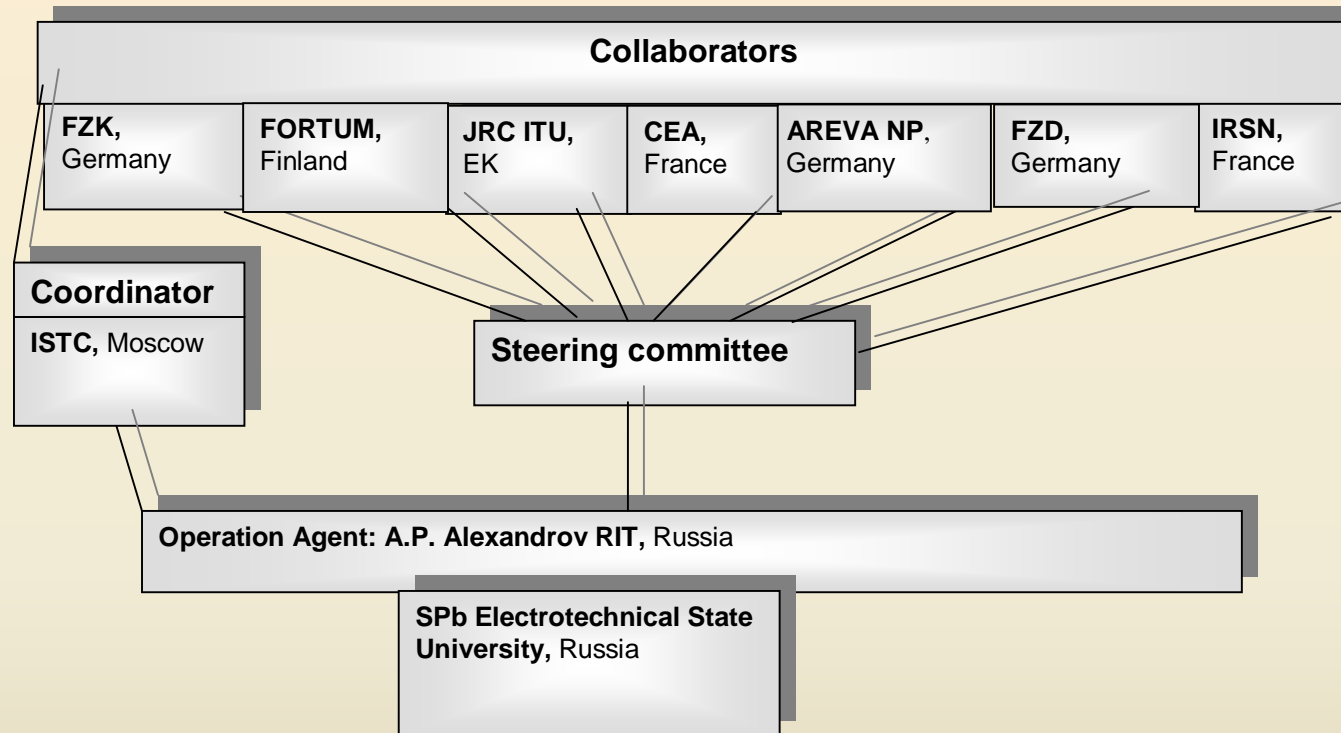 Collaborators
FZK,
Germany
FORTUM,
Finland
JRC ITU,
EK
CEA,
France
AREVA NP,
Germany
FZD,
Germany
IRSN,
France
Coordinator
ISTC, Moscow
Steering committee
Operation Agent: A.P. Alexandrov RIT, Russia
SPb Electrotechnical State
University, Russia